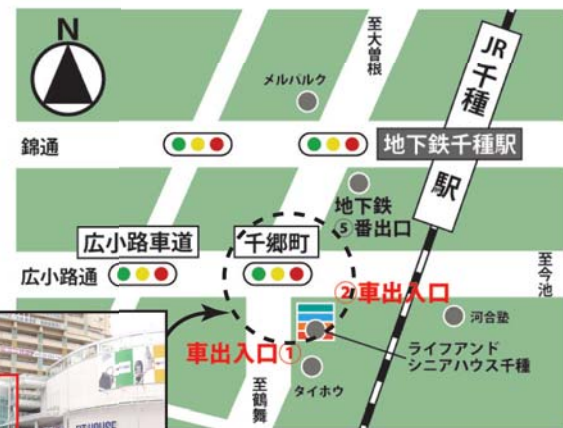 N
至大曽根
JR千種駅
メルパルク
錦通
地下鉄千種駅
地下鉄
⑤番出口
広小路車道
千郷町
広小路通
至今池
②車出入口
河合塾
車出入口①
ライフアンド
シニアハウス千種
タイホウ
至鶴舞